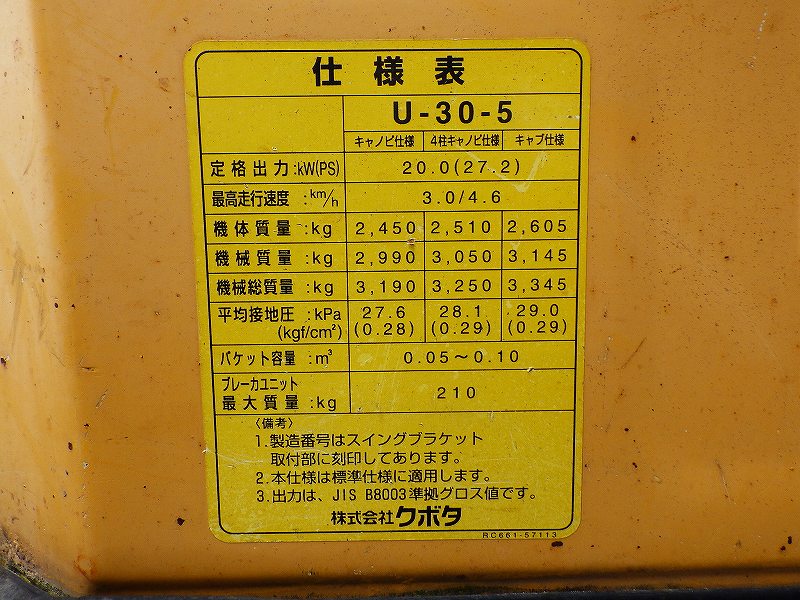 仕様表
U-30-5
キャノピ仕様 4柱キャノピ仕様 キャブ仕様
定格出力:kW(PS) 20.0(27.2)
最高走行速度:km/h 3.0/4.6
機体質量:kg 2,450 2,510 2,605
機械質量:kg 2,990 3,050 3,145
機械総質量:kg 3,190 3,250 3,345
平均接地圧:kPa 27.6 28.1 29.0
(kgf/cm²) (0.28) (0.29) (0.29)
バケット容量:m³ 0.05～0.10
ブレーカユニット
最大質量:kg 210
〈備考〉
1.製造番号はスイングブラケット
取付部に刻印してあります。
2.本仕様は標準仕様に適用します。
3.出力は、JIS B8003準拠グロス値です。
株式会社クボタ
RC661-57113